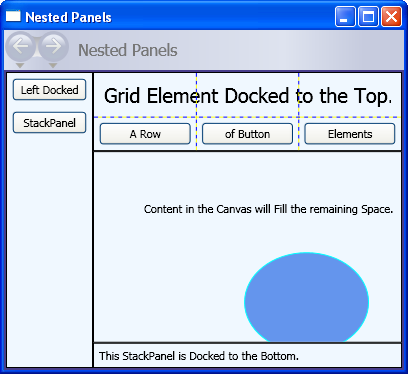 Nested Panels
Nested Panels
Left Docked
StackPanel
Grid Element Docked to the Top.
A Row
of Button
Elements
Content in the Canvas will Fill the remaining Space.
This StackPanel is Docked to the Bottom.